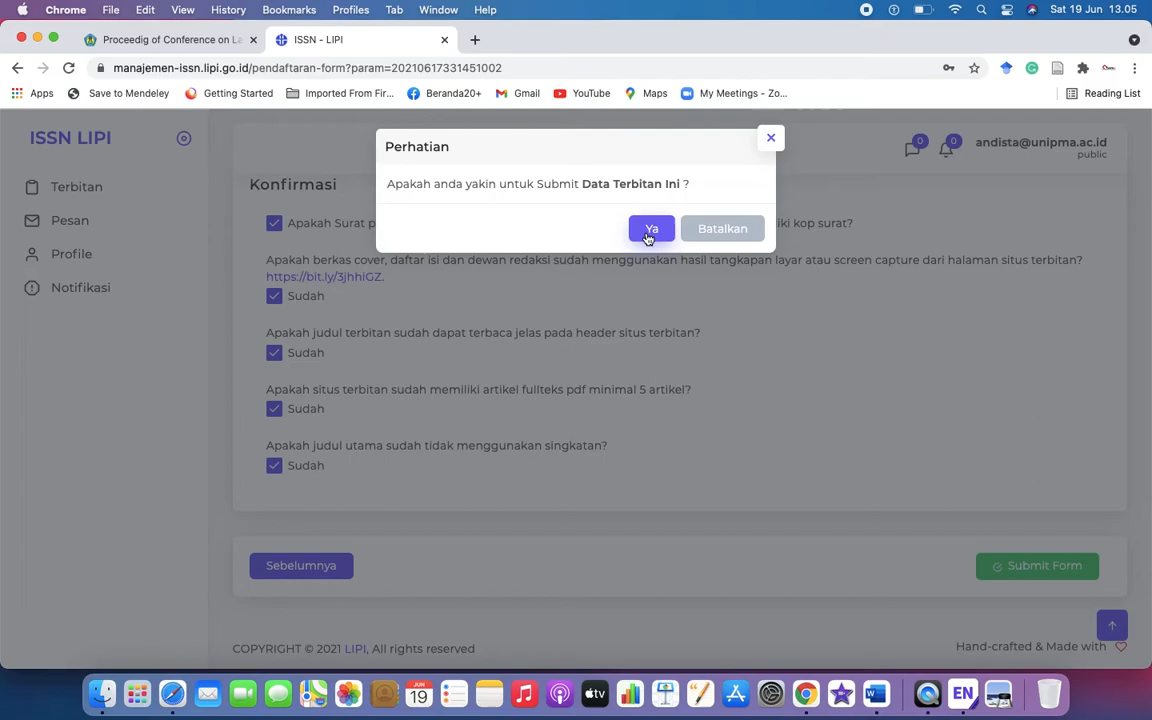 Chrome File Edit View History Bookmarks Profiles Tab Window Help Sat 19 Jun 13.05
Proceedig of Conference on La
ISSN - LIPI
manajemen-issn.lipi.go.id/pendaftaran-form?param=20210617331451002
Apps Save to Mendeley Getting Started Imported From Fir... Beranda20+ Gmail YouTube Maps My Meetings - Zo... Reading List
ISSN LIPI
Terbitan
Pesan
Profile
Notifikasi
0 0 andista@unipma.ac.id
public
Perhatian
Apakah anda yakin untuk Submit Data Terbitan Ini ?
Ya Batalkan
Konfirmasi
Apakah Surat p iki kop surat?
Apakah berkas cover, daftar isi dan dewan redaksi sudah menggunakan hasil tangkapan layar atau screen capture dari halaman situs terbitan?
https://bit.ly/3jhhiGZ.
Sudah
Apakah judul terbitan sudah dapat terbaca jelas pada header situs terbitan?
Sudah
Apakah situs terbitan sudah memiliki artikel fullteks pdf minimal 5 artikel?
Sudah
Apakah judul utama sudah tidak menggunakan singkatan?
Sudah
Sebelumnya
Submit Form
COPYRIGHT © 2021 LIPI, All rights reserved
Hand-crafted & Made with
JUN
19
tv
EN